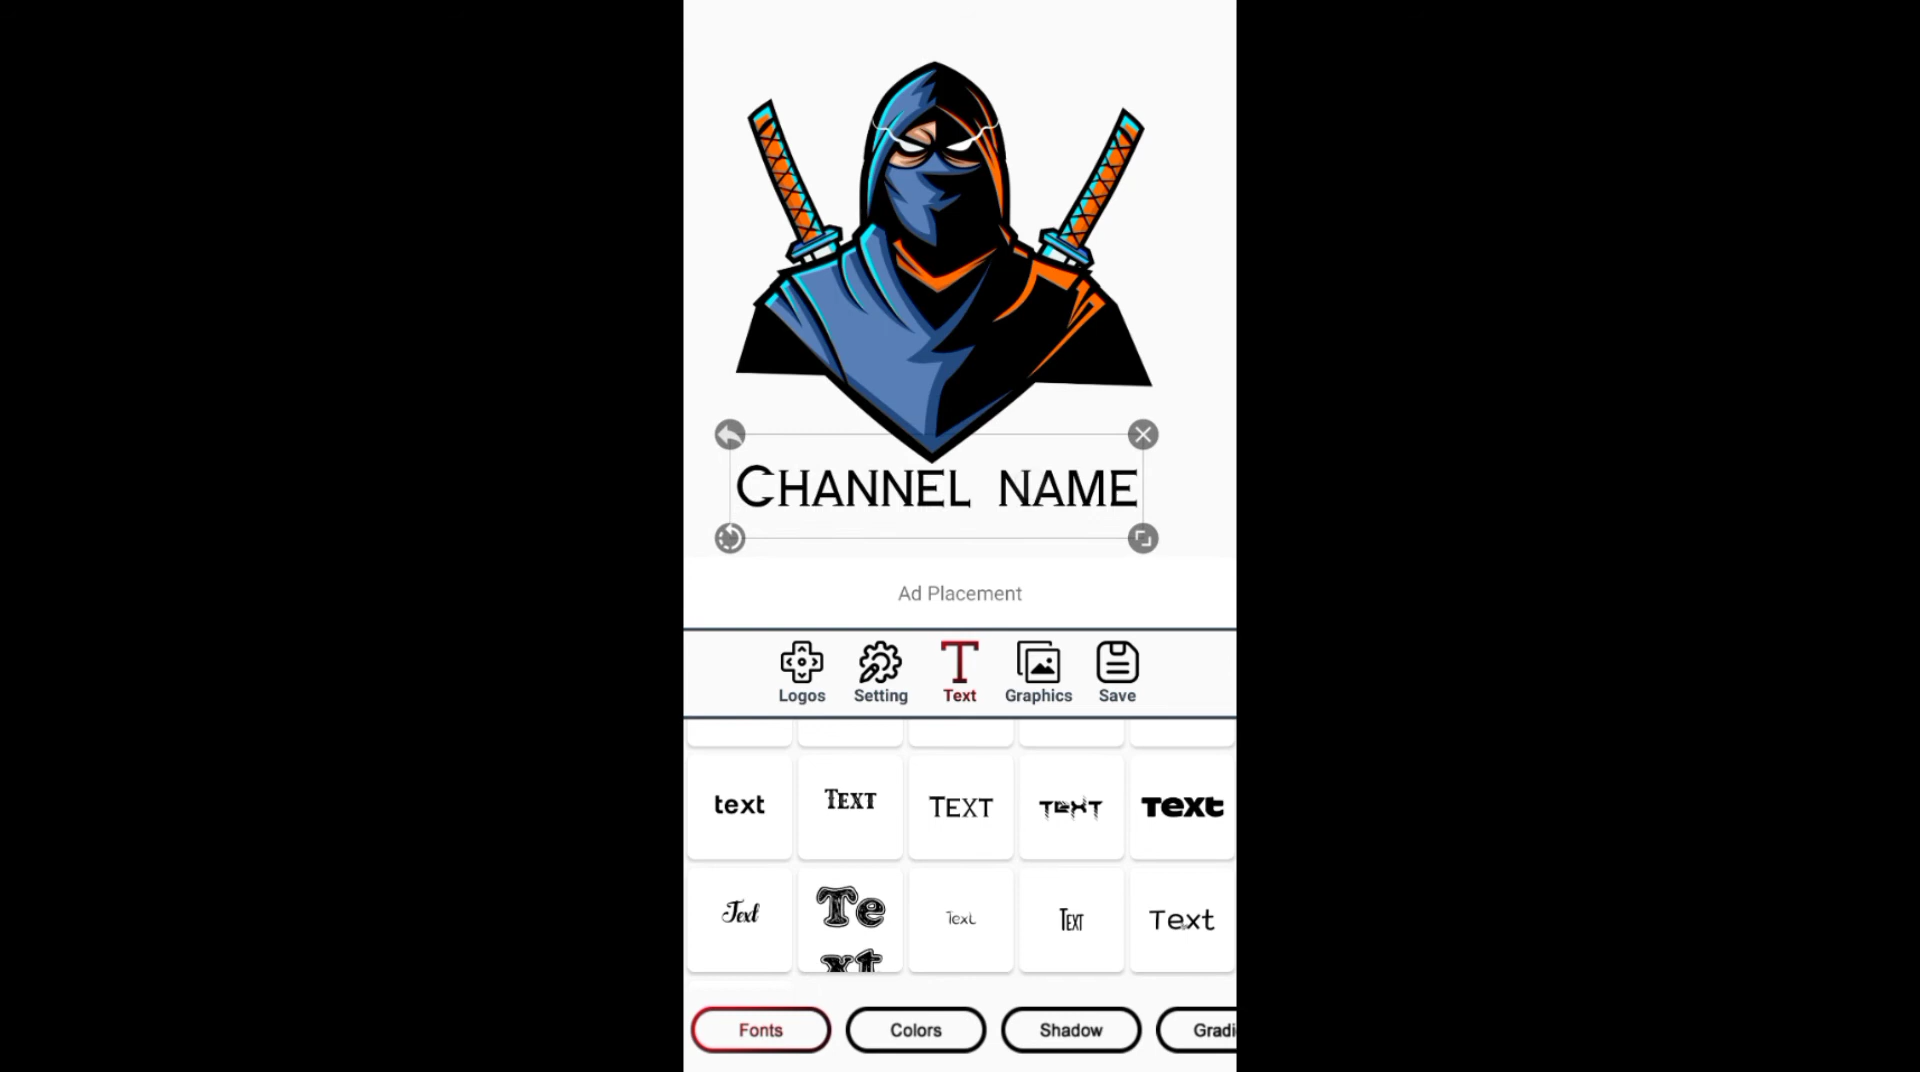 CHANNEL NAME
Ad Placement
Logos Setting Text Graphics Save
text TEXT TEXT TEXT Text
Text Text Text TEXT Text
Fonts Colors Shadow Gradi